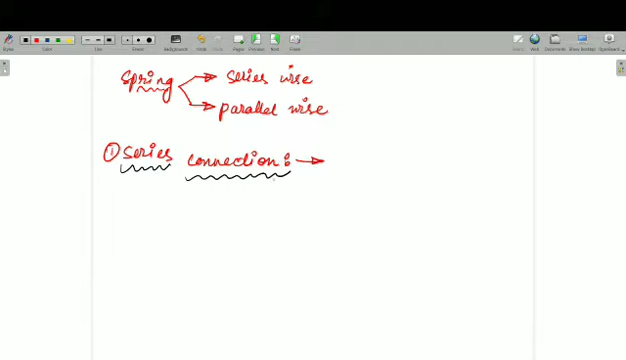 Spring
series wise
parallel wise
① Series connection :